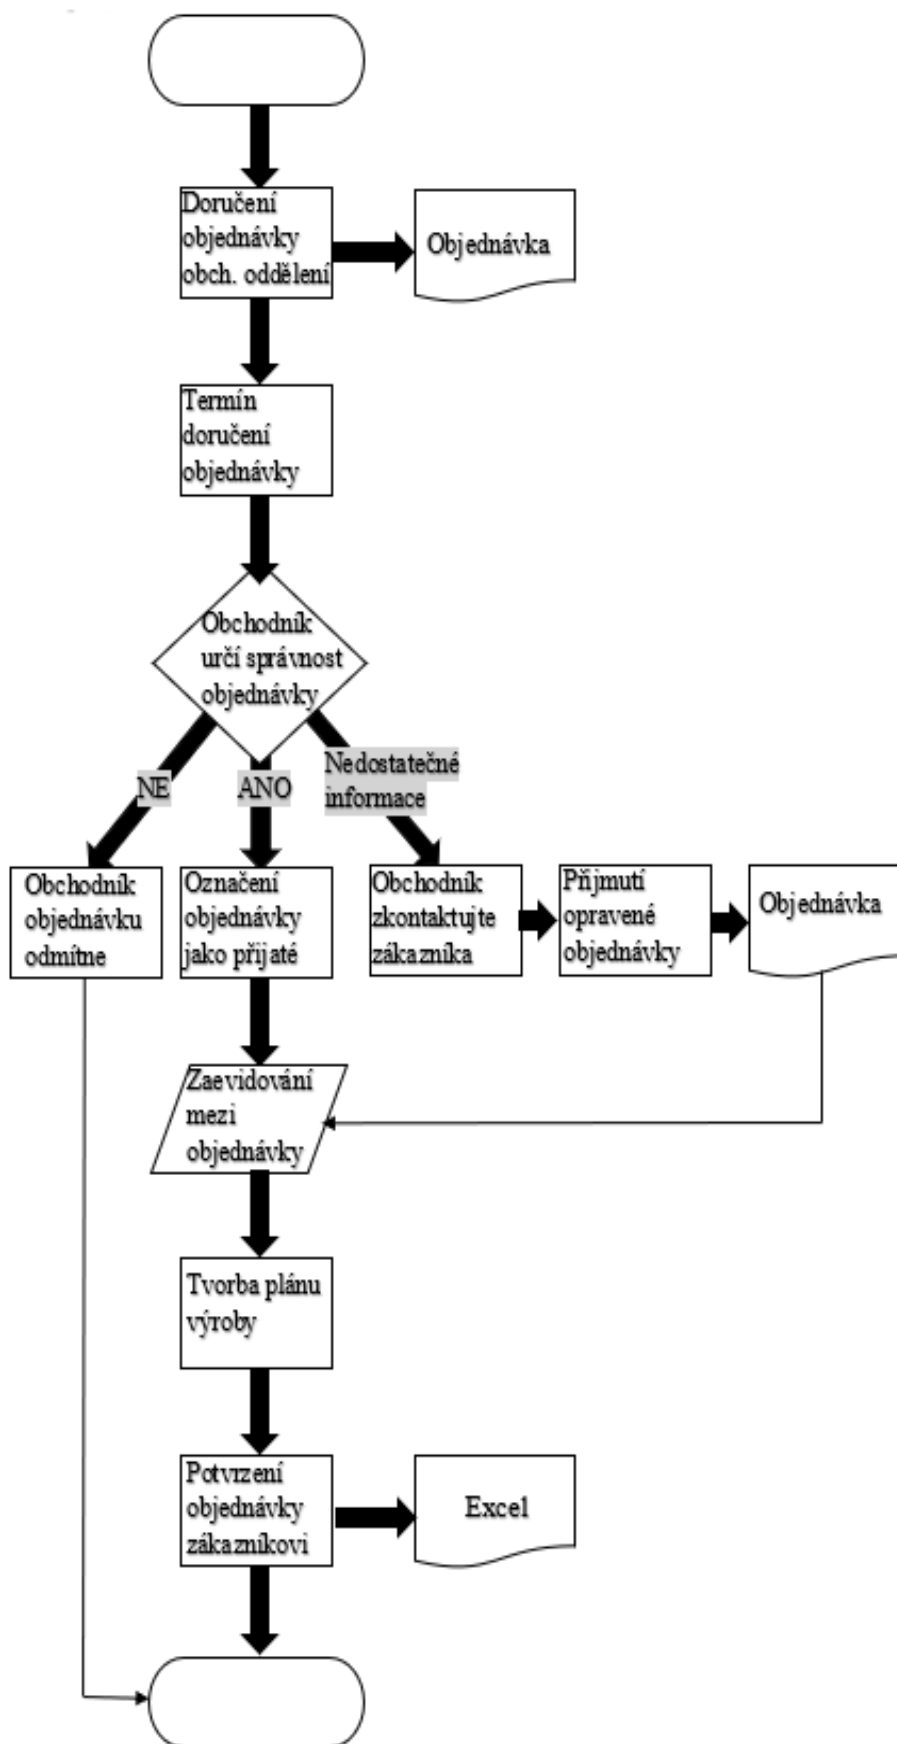 Doručení
objednávky
obch. oddělení
Objednávka
Termín
doručení
objednávky
Obchodník
určí správnost
objednávky
NE
ANO
Nedostatečné
informace
Obchodník
objednávku
odmítne
Označení
objednávky
jako přijaté
Obchodník
zkontaktujte
zákazníka
Přijmutí
opravené
objednávky
Objednávka
Zaevidování
mezi
objednávky
Tvorba plánu
výroby
Potvrzení
objednávky
zákazníkovi
Excel